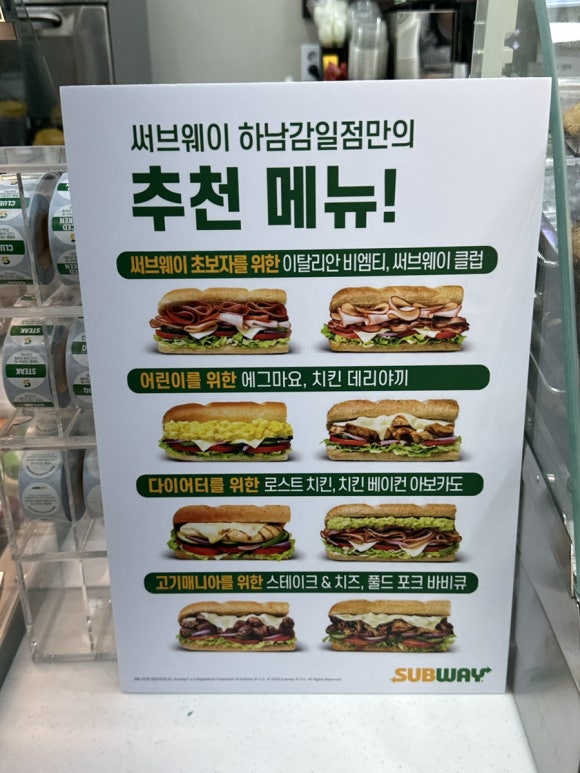 써브웨이 하남감일점만의
추천 메뉴!
써브웨이 초보자를 위한 이탈리안 비엠티, 써브웨이 클럽
어린이를 위한 에그마요, 치킨 데리야끼
다이어터를 위한 로스트 치킨, 치킨 베이컨 아보카도
고기매니아를 위한 스테이크 & 치즈, 풀드 포크 바비큐
SUBWAY
CLUB
STEAK
STEAK